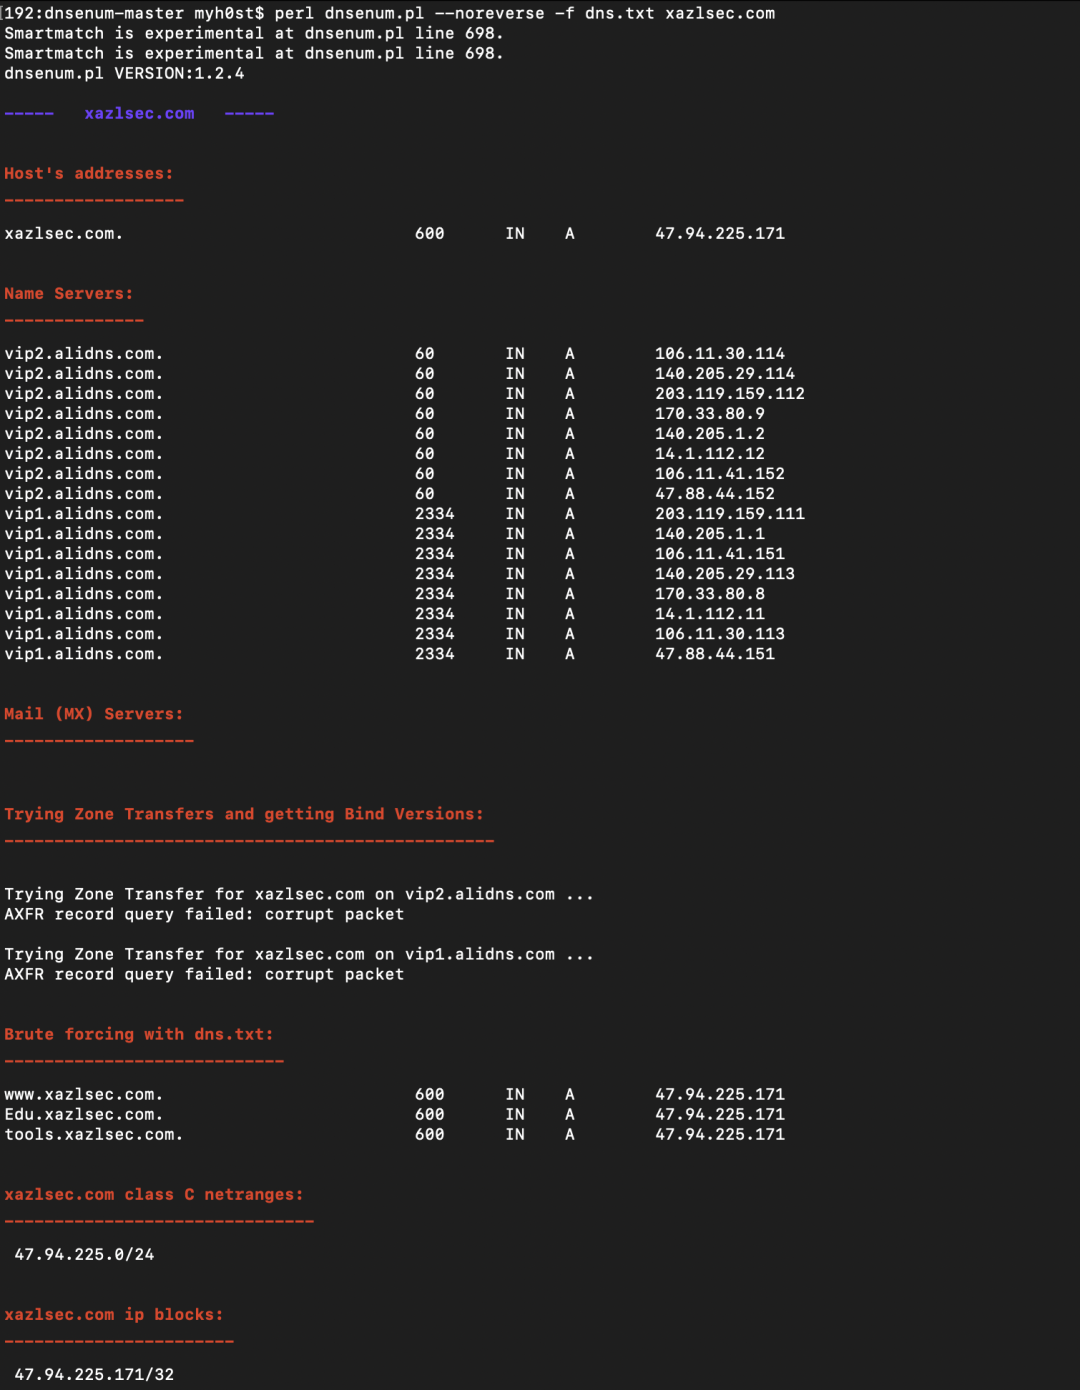 [192:dnsenum-master myh0st$ perl dnsenum.pl --noreverse -f dns.txt xazlsec.com
Smartmatch is experimental at dnsenum.pl line 698.
Smartmatch is experimental at dnsenum.pl line 698.
dnsenum.pl VERSION:1.2.4
-----   xazlsec.com   -----
Host's addresses:
------------------
xazlsec.com. 600 IN A 47.94.225.171
Name Servers:
--------------
vip2.alidns.com. 60 IN A 106.11.30.114
vip2.alidns.com. 60 IN A 140.205.29.114
vip2.alidns.com. 60 IN A 203.119.159.112
vip2.alidns.com. 60 IN A 170.33.80.9
vip2.alidns.com. 60 IN A 140.205.1.2
vip2.alidns.com. 60 IN A 14.1.112.12
vip2.alidns.com. 60 IN A 106.11.41.152
vip2.alidns.com. 60 IN A 47.88.44.152
vip1.alidns.com. 2334 IN A 203.119.159.111
vip1.alidns.com. 2334 IN A 140.205.1.1
vip1.alidns.com. 2334 IN A 106.11.41.151
vip1.alidns.com. 2334 IN A 140.205.29.113
vip1.alidns.com. 2334 IN A 170.33.80.8
vip1.alidns.com. 2334 IN A 14.1.112.11
vip1.alidns.com. 2334 IN A 106.11.30.113
vip1.alidns.com. 2334 IN A 47.88.44.151
Mail (MX) Servers:
-------------------
Trying Zone Transfers and getting Bind Versions:
-------------------------------------------------
Trying Zone Transfer for xazlsec.com on vip2.alidns.com ...
AXFR record query failed: corrupt packet
Trying Zone Transfer for xazlsec.com on vip1.alidns.com ...
AXFR record query failed: corrupt packet
Brute forcing with dns.txt:
----------------------------
www.xazlsec.com. 600 IN A 47.94.225.171
Edu.xazlsec.com. 600 IN A 47.94.225.171
tools.xazlsec.com. 600 IN A 47.94.225.171
xazlsec.com class C netranges:
-------------------------------
47.94.225.0/24
xazlsec.com ip blocks:
-----------------------
47.94.225.171/32